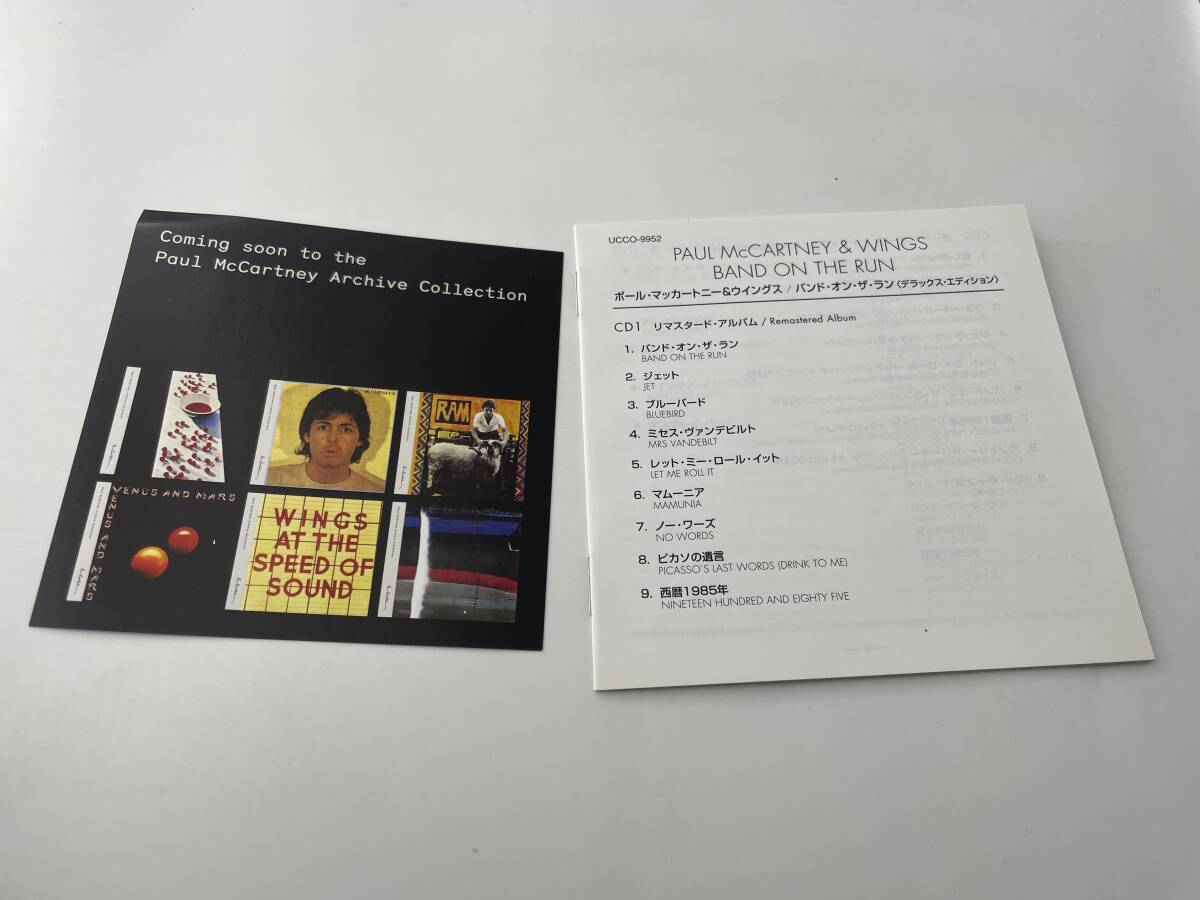 Coming soon to the
Paul McCartney Archive Collection
McCARTNEY II
RAM
VENUS AND MARS
VENUS AND MARS
WINGS
AT THE
SPEED OF
SOUND
UCCO-9952
PAUL McCARTNEY & WINGS
BAND ON THE RUN
ポール・マッカートニー&ウイングス / バンド・オン・ザ・ラン〈デラックス・エディション〉
CD1 リマスタード・アルバム / Remastered Album
1. バンド・オン・ザ・ラン
BAND ON THE RUN
2. ジェット
JET
3. ブルーバード
BLUEBIRD
4. ミセス・ヴァンデビルト
MRS VANDEBILT
5. レット・ミー・ロール・イット
LET ME ROLL IT
6. マムーニア
MAMUNIA
7. ノー・ワーズ
NO WORDS
8. ピカソの遺言
PICASSO'S LAST WORDS (DRINK TO ME)
9. 西暦1985年
NINETEEN HUNDRED AND EIGHTY FIVE